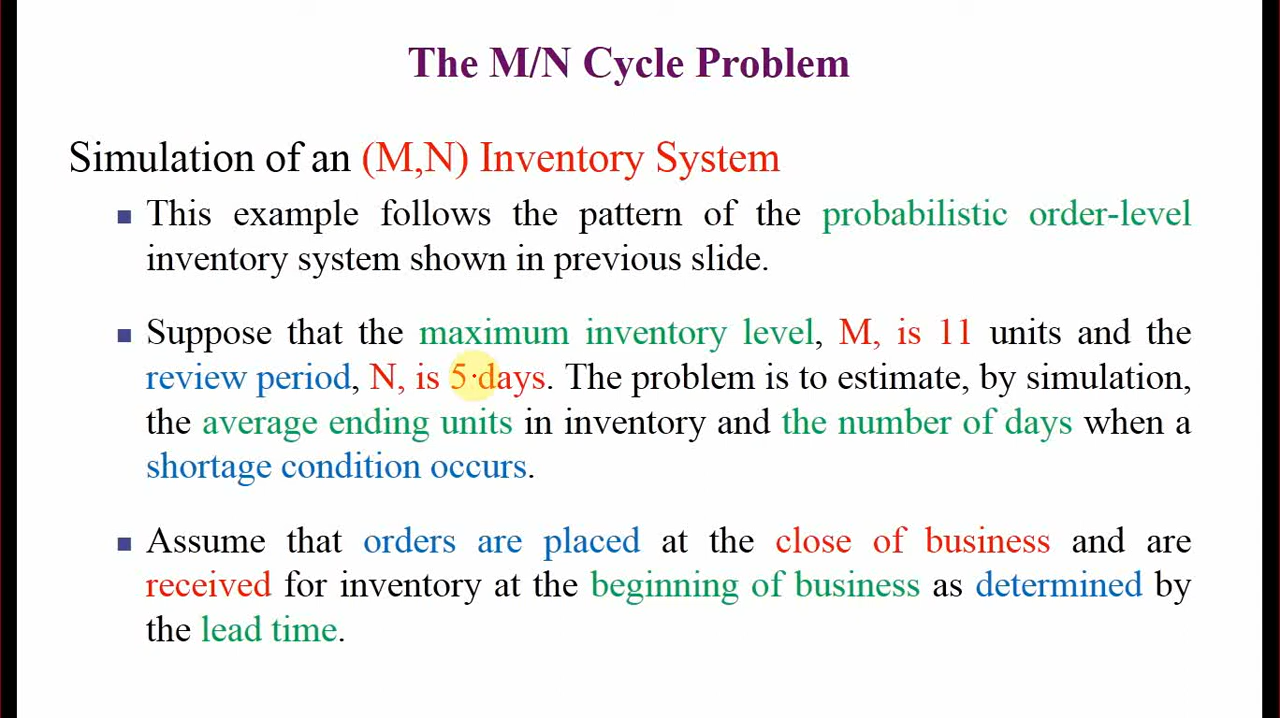 The M/N Cycle Problem
Simulation of an (M,N) Inventory System
This example follows the pattern of the probabilistic order-level
inventory system shown in previous slide.
Suppose that the maximum inventory level, M, is 11 units and the
review period, N, is 5 days. The problem is to estimate, by simulation,
the average ending units in inventory and the number of days when a
shortage condition occurs.
Assume that orders are placed at the close of business and are
received for inventory at the beginning of business as determined by
the lead time.